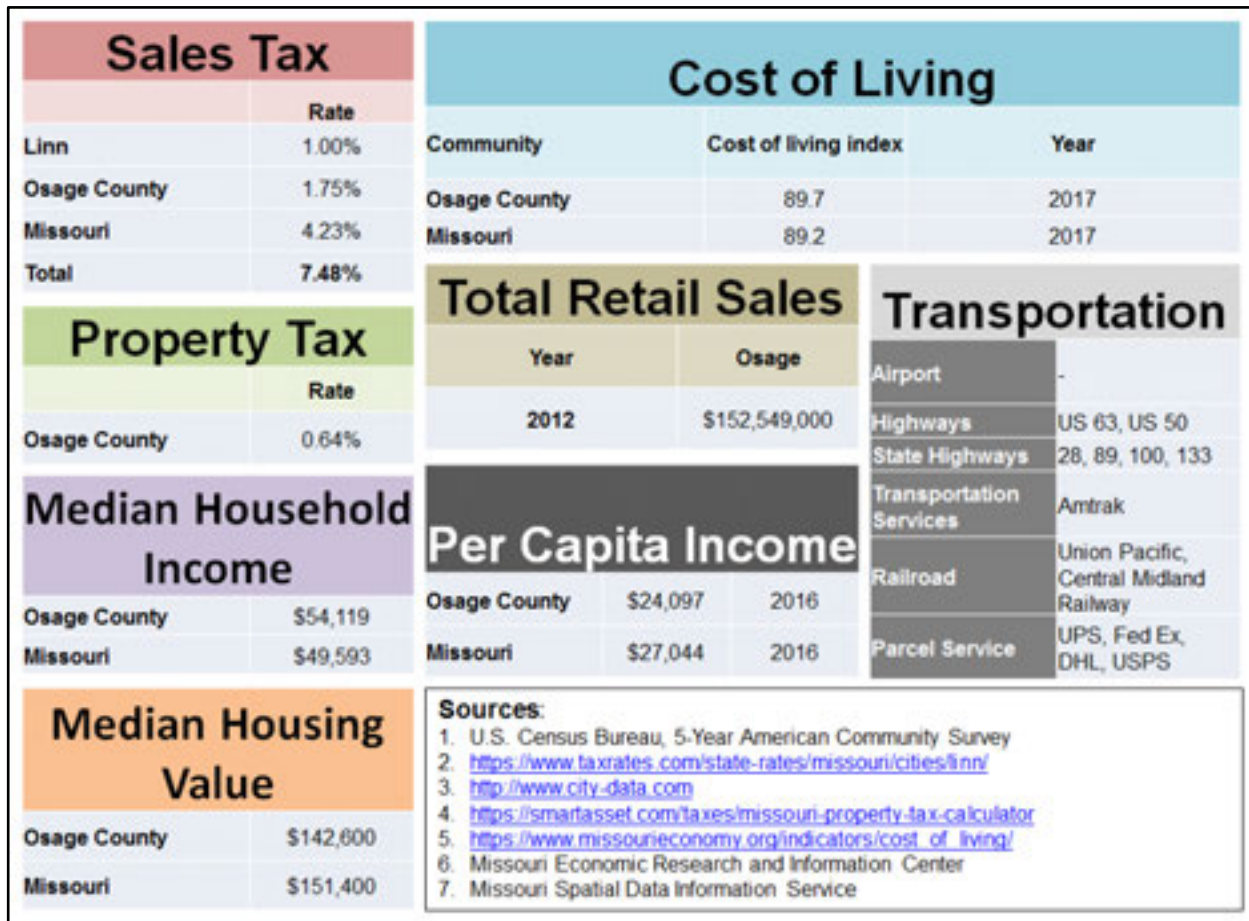 Sales Tax
Rate
Linn 1.00%
Osage County 1.75%
Missouri 4.23%
Total 7.48%
Property Tax
Rate
Osage County 0.64%
Median Household
Income
Osage County $54,119
Missouri $49,593
Median Housing
Value
Osage County $142,600
Missouri $151,400
Cost of Living
Community Cost of living index Year
Osage County 89.7 2017
Missouri 89.2 2017
Total Retail Sales
Year Osage
2012 $152,549,000
Per Capita Income
Osage County $24,097 2016
Missouri $27,044 2016
Transportation
Airport -
Highways US 63, US 50
State Highways 28, 89, 100, 133
Transportation
Services Amtrak
Railroad Union Pacific,
Central Midland
Railway
Parcel Service UPS, Fed Ex,
DHL, USPS
Sources:
1. U.S. Census Bureau, 5-Year American Community Survey
2. https://www.taxrates.com/state-rates/missouri/cities/linn/
3. http://www.city-data.com
4. https://smartasset.com/taxes/missouri-property-tax-calculator
5. https://www.missourieconomy.org/indicators/cost_of_living/
6. Missouri Economic Research and Information Center
7. Missouri Spatial Data Information Service